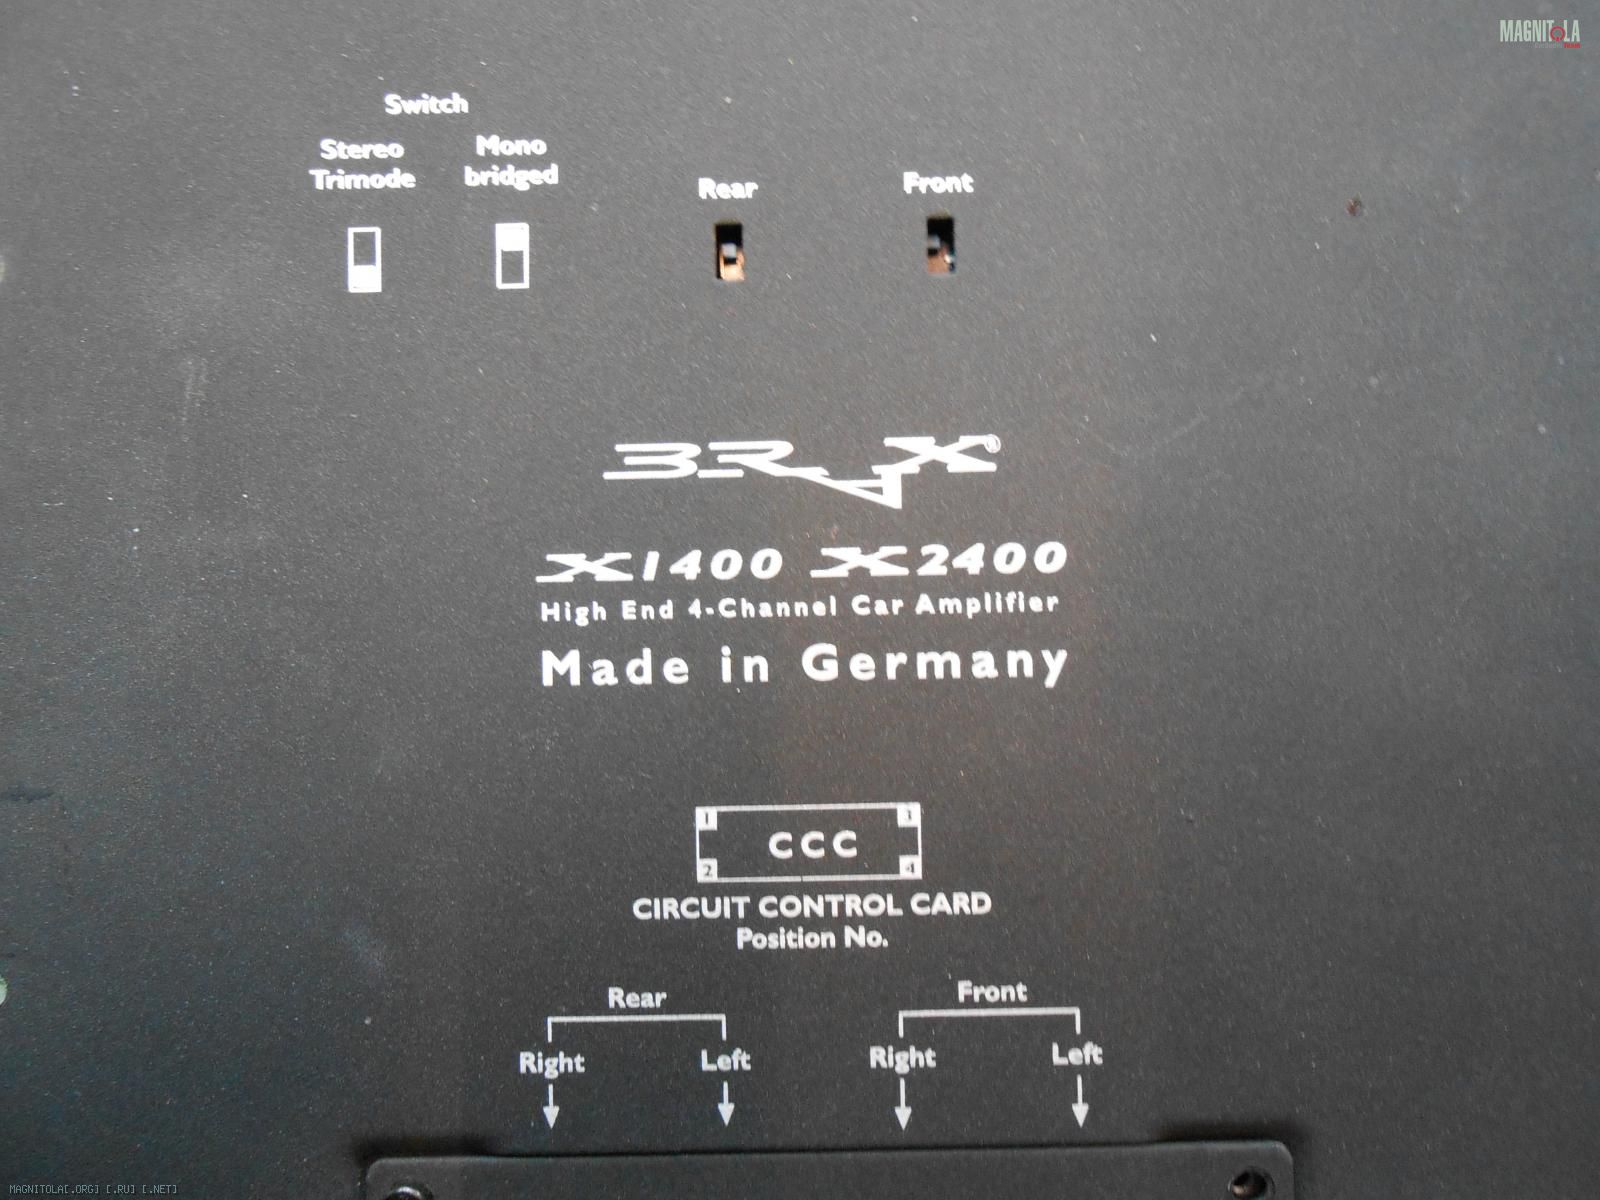 MAGNITOLA
Switch
Stereo
Trimode
Mono
bridged
Rear
Front
BRAX®
X1400 X2400
High End 4-Channel Car Amplifier
Made in Germany
1 3
CCC
2 4
CIRCUIT CONTROL CARD
Position No.
Rear Front
Right Left Right Left
MAGNITOLA[.ORG] [.RU] [.NET]